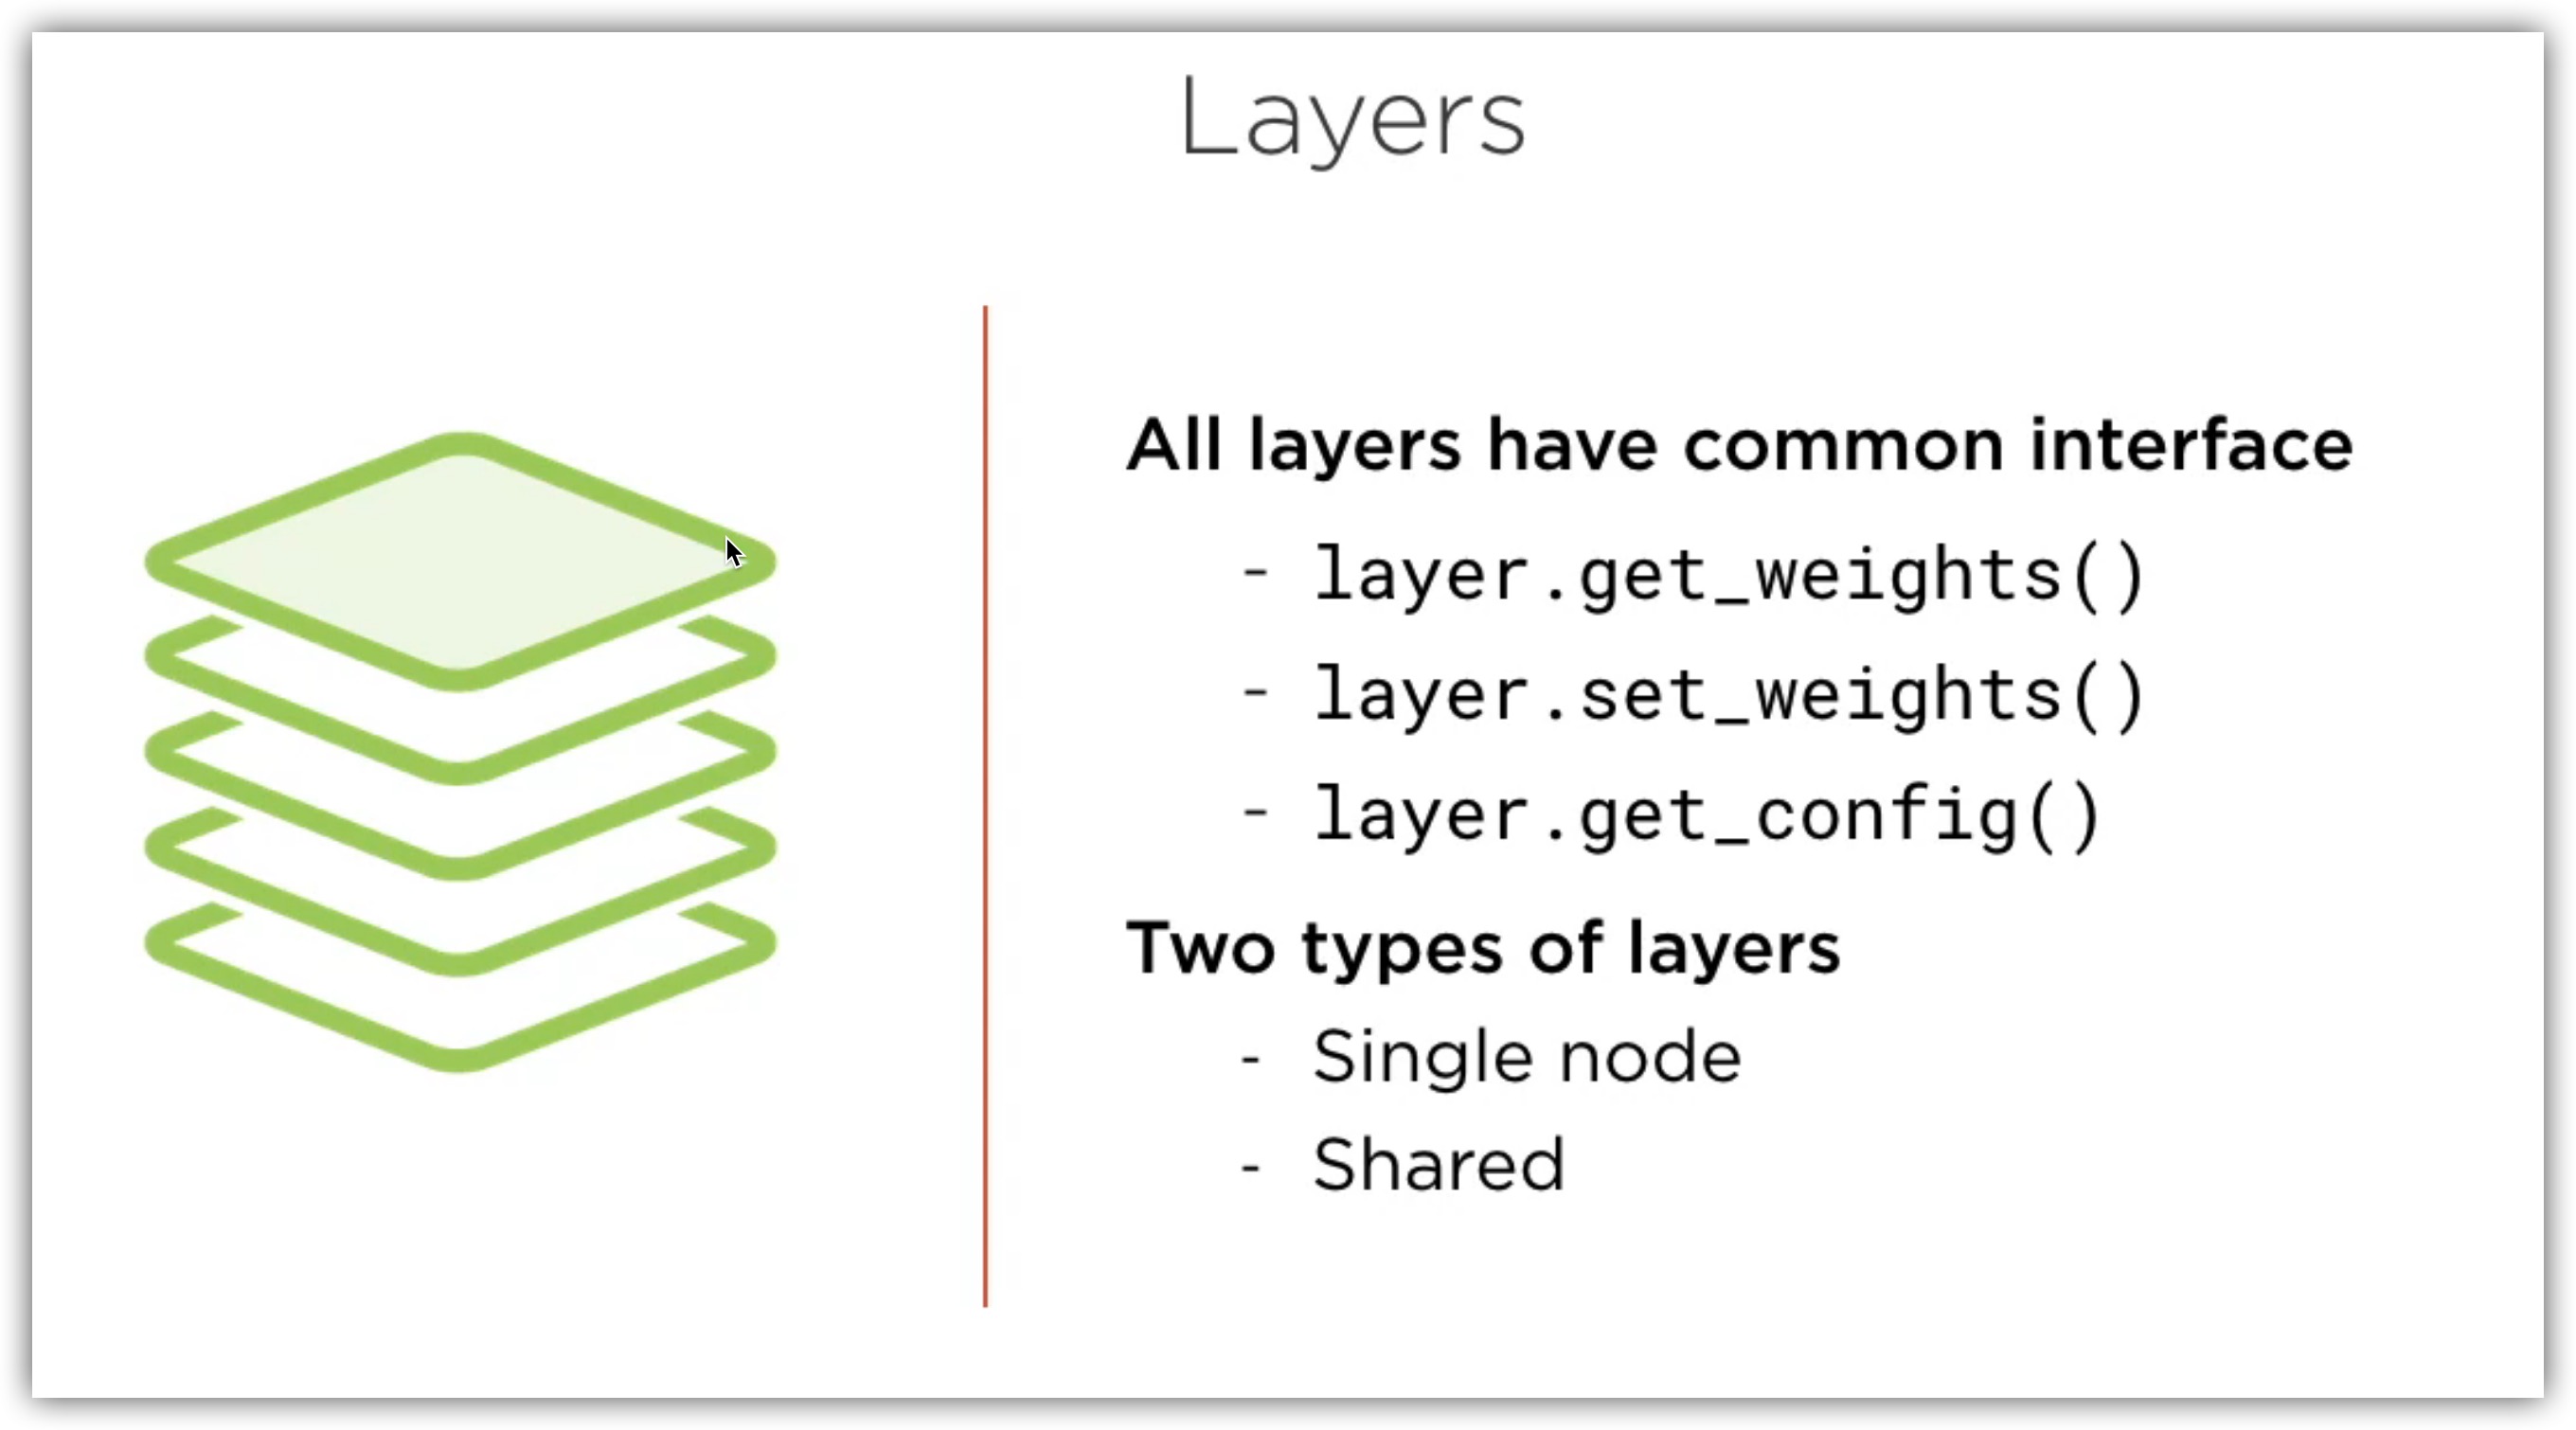 Layers
All layers have common interface
- layer.get_weights()
- layer.set_weights()
- layer.get_config()
Two types of layers
- Single node
- Shared